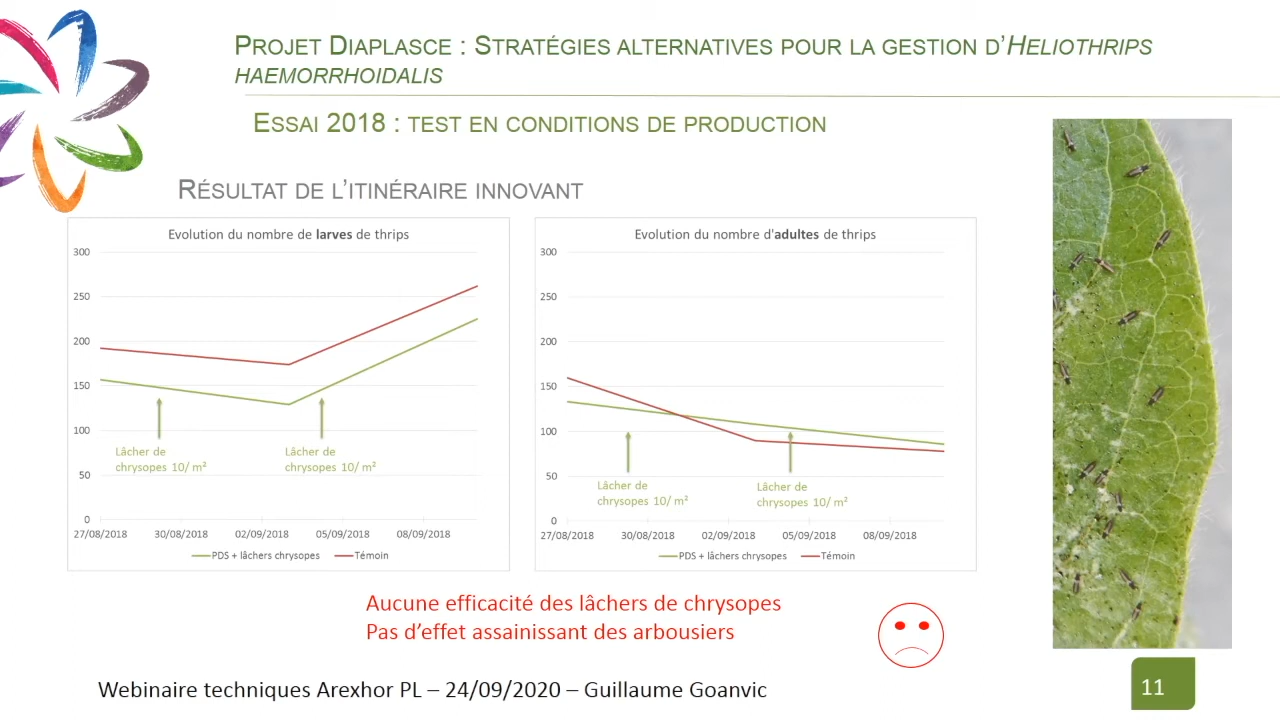 PROJET DIAPLASCE : STRATÉGIES ALTERNATIVES POUR LA GESTION D'HELIOTHRIPS
HAEMORRHOIDALIS
ESSAI 2018 : TEST EN CONDITIONS DE PRODUCTION
RÉSULTAT DE L'ITINÉRAIRE INNOVANT
Evolution du nombre de larves de thrips
300
250
200
150
100
50
0
Lâcher de
chrysopes 10/ m²
Lâcher de
chrysopes 10/ m²
27/08/2018 30/08/2018 02/09/2018 05/09/2018 08/09/2018
PDS + lâchers chrysopes Témoin
Evolution du nombre d'adultes de thrips
300
250
200
150
100
50
0
Lâcher de
chrysopes 10/ m²
Lâcher de
chrysopes 10/ m²
27/08/2018 30/08/2018 02/09/2018 05/09/2018 08/09/2018
PDS + lâchers chrysopes Témoin
Aucune efficacité des lâchers de chrysopes
Pas d'effet assainissant des arbousiers
Webinaire techniques Arexhor PL – 24/09/2020 – Guillaume Goanvic
11